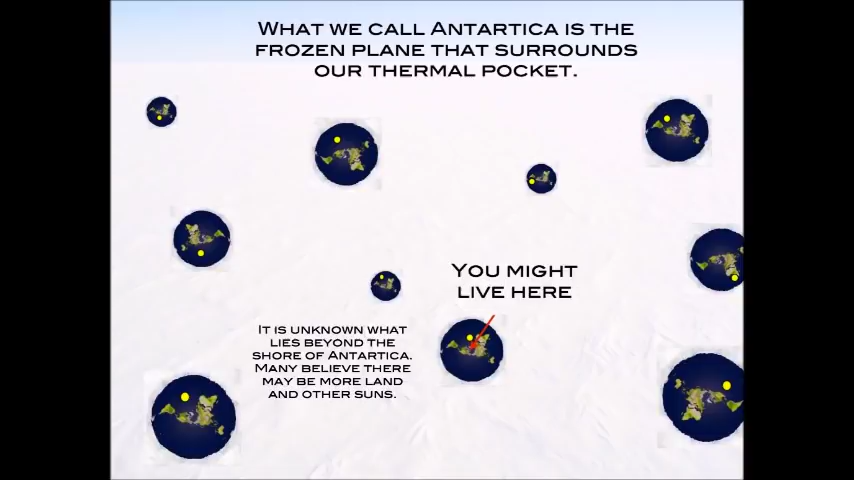 What we call Antartica is the
frozen plane that surrounds
our thermal pocket.
You might
live here
It is unknown what
lies beyond the
shore of Antartica.
Many believe there
may be more land
and other suns.